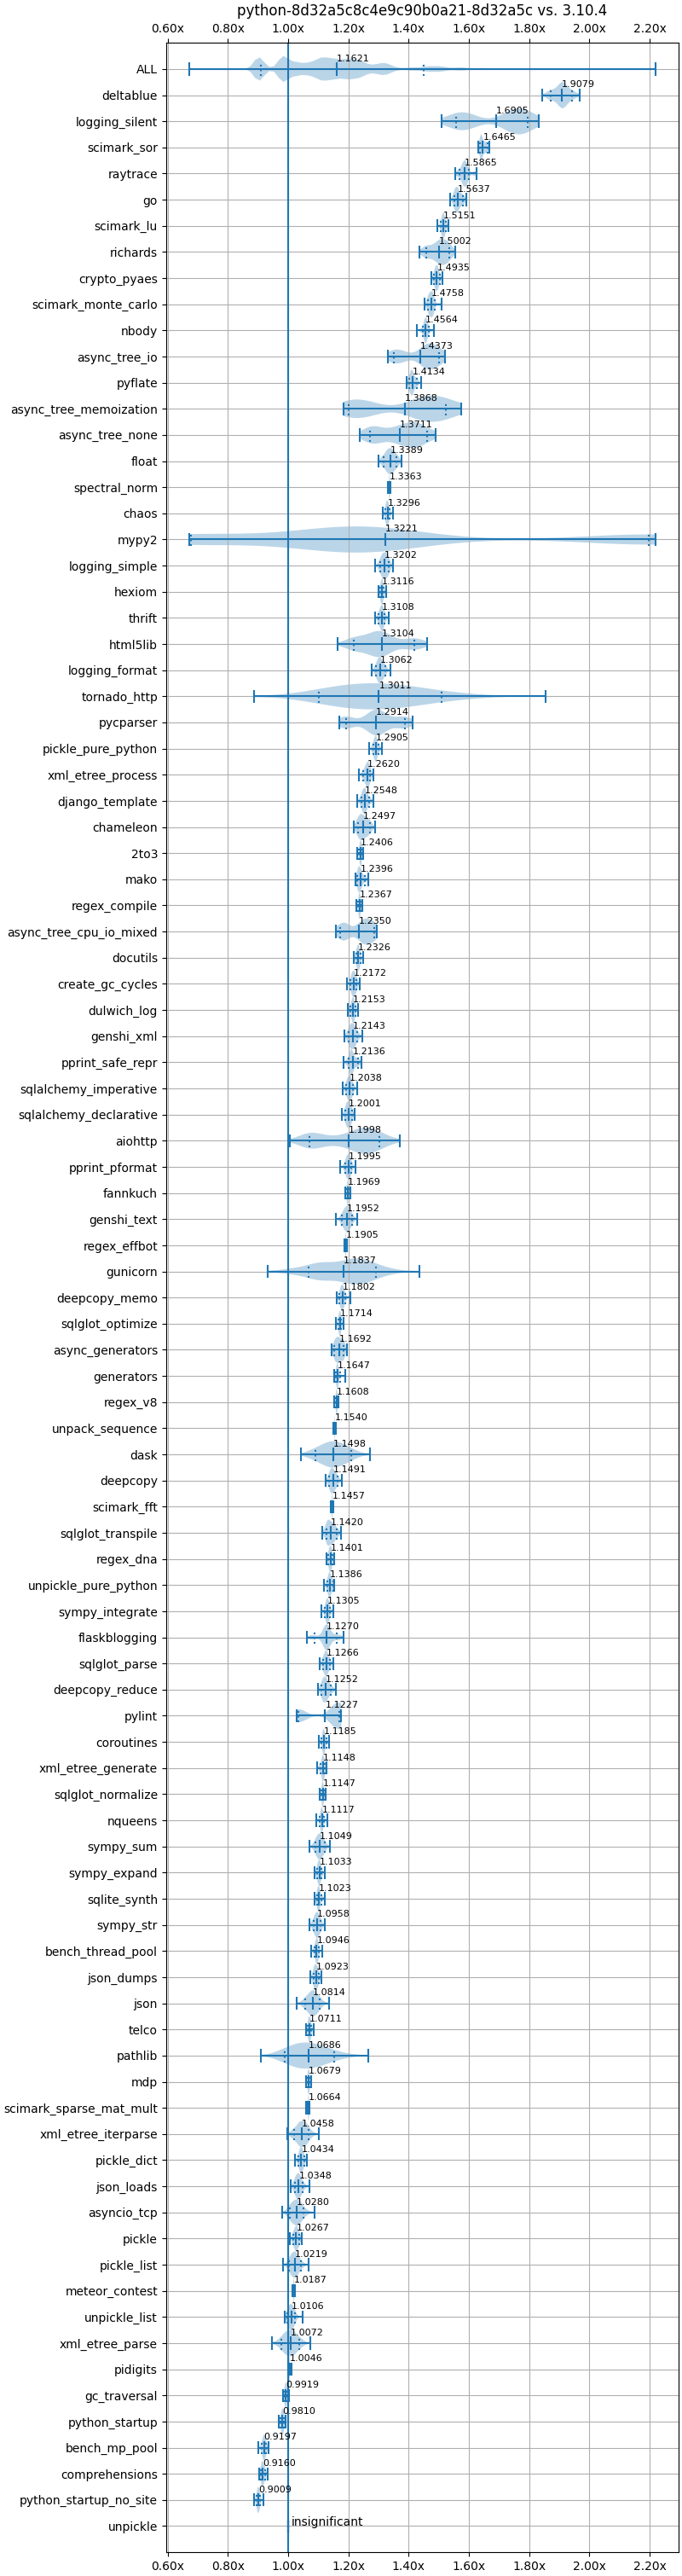 python-8d32a5c8c4e9c90b0a21-8d32a5c vs. 3.10.4
0.60x 0.80x 1.00x 1.20x 1.40x 1.60x 1.80x 2.00x 2.20x
ALL 1.1621
deltablue 1.9079
logging_silent 1.6905
scimark_sor 1.6465
raytrace 1.5865
go 1.5637
scimark_lu 1.5151
richards 1.5002
crypto_pyaes 1.4935
scimark_monte_carlo 1.4758
nbody 1.4564
async_tree_io 1.4373
pyflate 1.4134
async_tree_memoization 1.3868
async_tree_none 1.3711
float 1.3389
spectral_norm 1.3363
chaos 1.3296
mypy2 1.3221
logging_simple 1.3202
hexiom 1.3116
thrift 1.3108
html5lib 1.3104
logging_format 1.3062
tornado_http 1.3011
pycparser 1.2914
pickle_pure_python 1.2905
xml_etree_process 1.2620
django_template 1.2548
chameleon 1.2497
2to3 1.2406
mako 1.2396
regex_compile 1.2367
async_tree_cpu_io_mixed 1.2350
docutils 1.2326
create_gc_cycles 1.2172
dulwich_log 1.2153
genshi_xml 1.2143
pprint_safe_repr 1.2136
sqlalchemy_imperative 1.2038
sqlalchemy_declarative 1.2001
aiohttp 1.1998
pprint_pformat 1.1995
fannkuch 1.1969
genshi_text 1.1952
regex_effbot 1.1905
gunicorn 1.1837
deepcopy_memo 1.1802
sqlglot_optimize 1.1714
async_generators 1.1692
generators 1.1647
regex_v8 1.1608
unpack_sequence 1.1540
dask 1.1498
deepcopy 1.1491
scimark_fft 1.1457
sqlglot_transpile 1.1420
regex_dna 1.1401
unpickle_pure_python 1.1386
sympy_integrate 1.1305
flaskblogging 1.1270
sqlglot_parse 1.1266
deepcopy_reduce 1.1252
pylint 1.1227
coroutines 1.1185
xml_etree_generate 1.1148
sqlglot_normalize 1.1147
nqueens 1.1117
sympy_sum 1.1049
sympy_expand 1.1033
sqlite_synth 1.1023
sympy_str 1.0958
bench_thread_pool 1.0946
json_dumps 1.0923
json 1.0814
telco 1.0711
pathlib 1.0686
mdp 1.0679
scimark_sparse_mat_mult 1.0664
xml_etree_iterparse 1.0458
pickle_dict 1.0434
json_loads 1.0348
asyncio_tcp 1.0280
pickle 1.0267
pickle_list 1.0219
meteor_contest 1.0187
unpickle_list 1.0106
xml_etree_parse 1.0072
pidigits 1.0046
gc_traversal 0.9919
python_startup 0.9810
bench_mp_pool 0.9197
comprehensions 0.9160
python_startup_no_site 0.9009
unpickle insignificant
0.60x 0.80x 1.00x 1.20x 1.40x 1.60x 1.80x 2.00x 2.20x